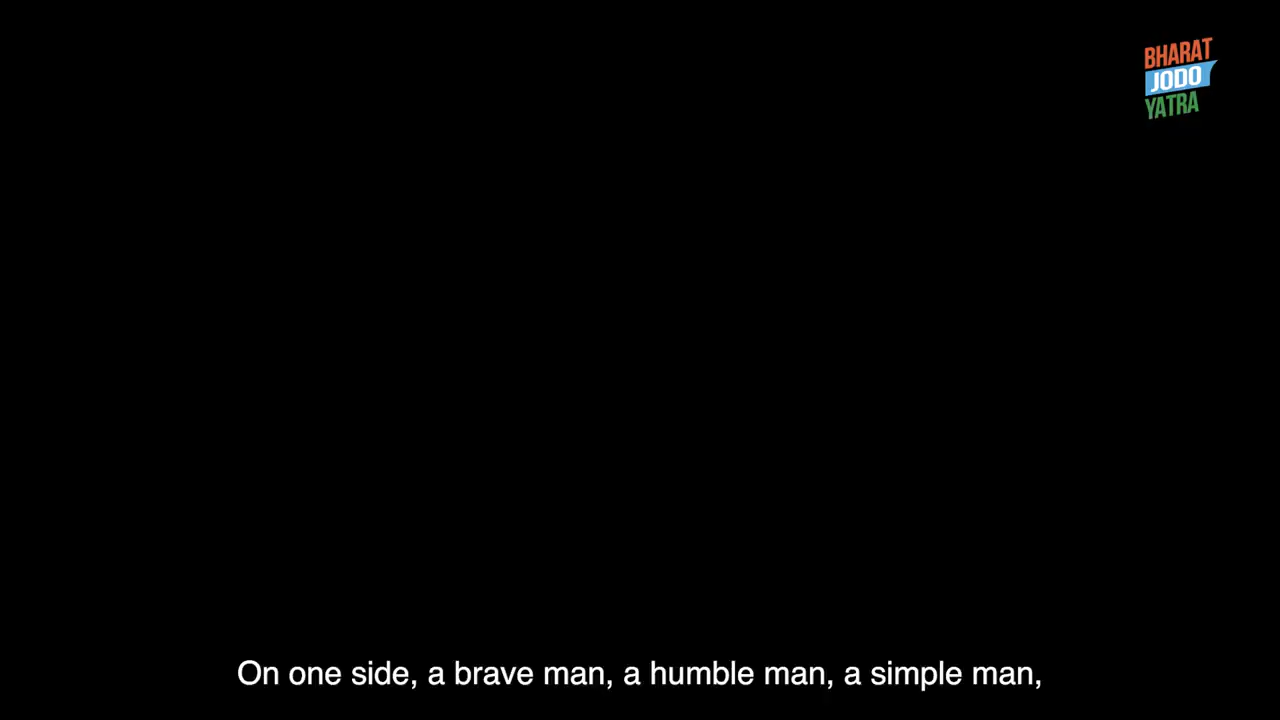 BHARAT
JODO
YATRA
On one side, a brave man, a humble man, a simple man,